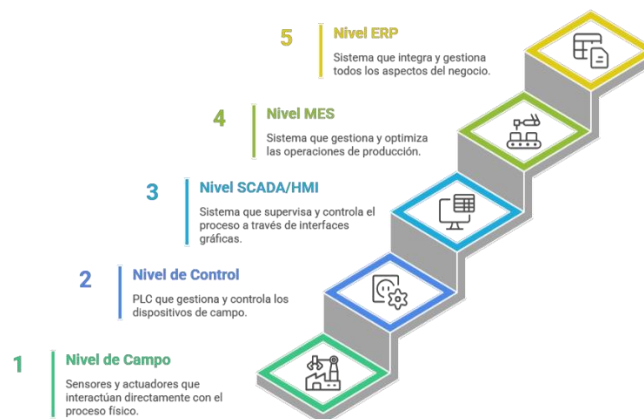 5
Nivel ERP
Sistema que integra y gestiona
todos los aspectos del negocio.
4
Nivel MES
Sistema que gestiona y optimiza
las operaciones de producción.
3
Nivel SCADA/HMI
Sistema que supervisa y controla el
proceso a través de interfaces
gráficas.
2
Nivel de Control
PLC que gestiona y controla los
dispositivos de campo.
1
Nivel de Campo
Sensores y actuadores que
interactúan directamente con el
proceso físico.